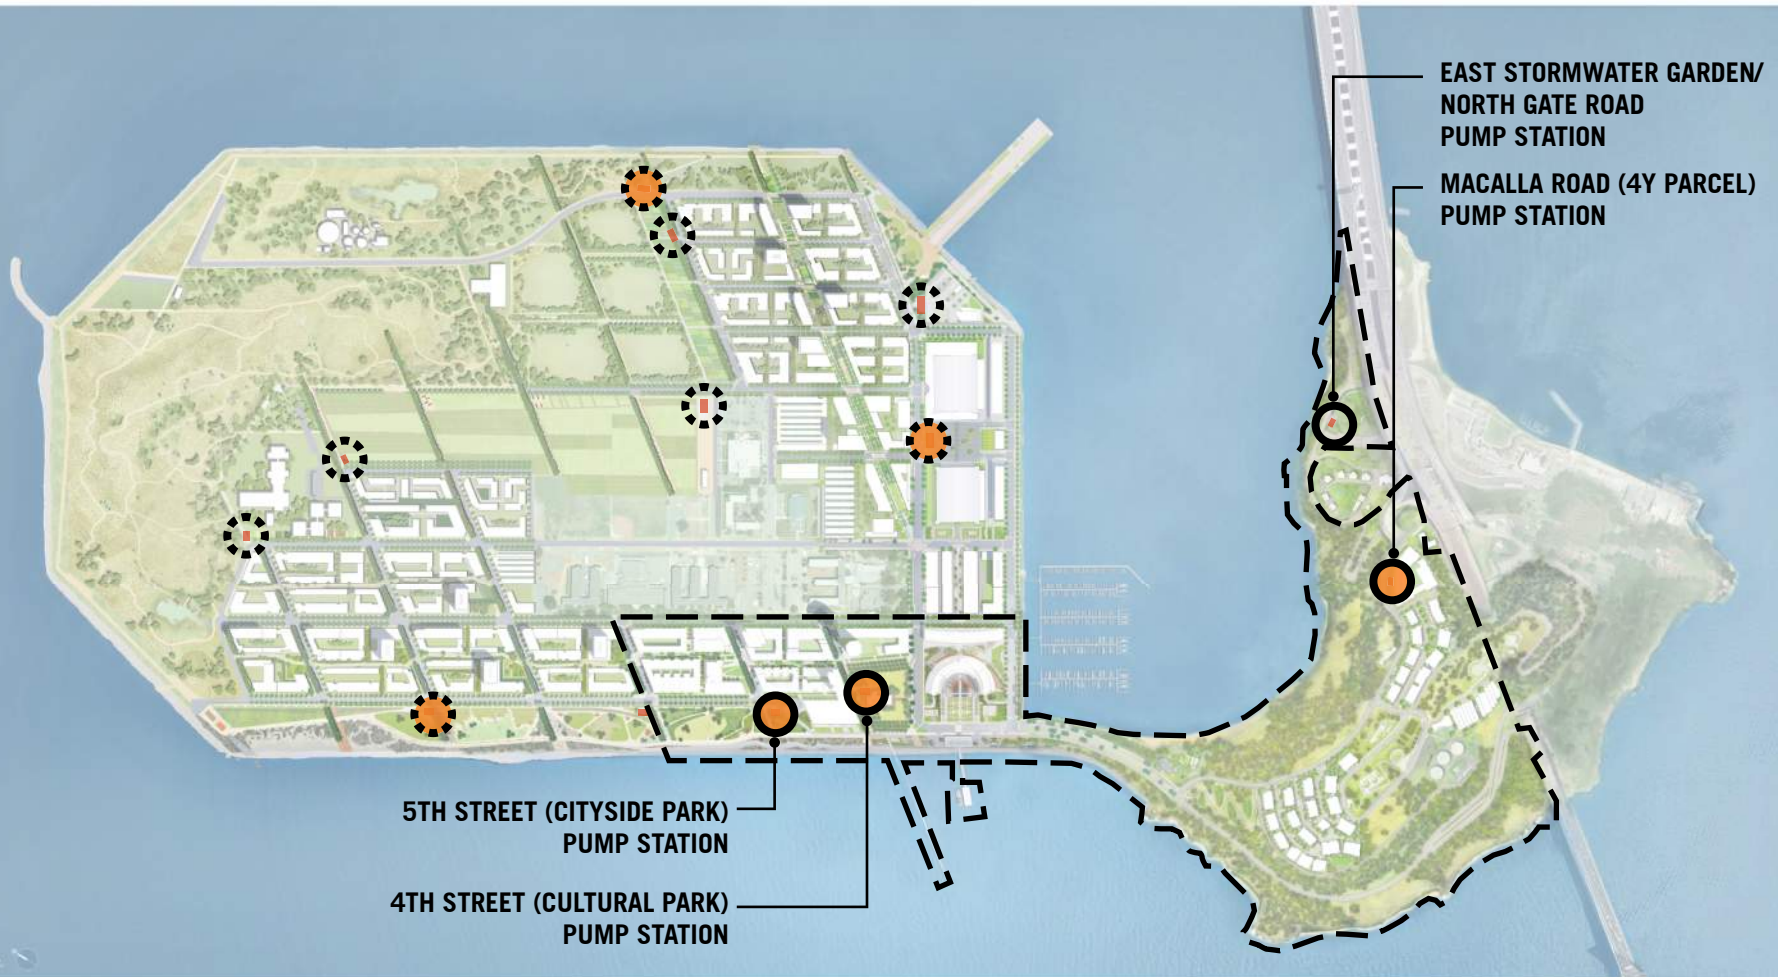 EAST STORMWATER GARDEN/
NORTH GATE ROAD
PUMP STATION
MACALLA ROAD (4Y PARCEL)
PUMP STATION
5TH STREET (CITYSIDE PARK)
PUMP STATION
4TH STREET (CULTURAL PARK)
PUMP STATION